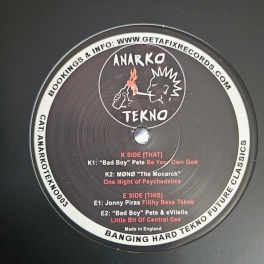 BOOKINGS & INFO: WWW.GETAFIXRECORDS.COM
CAT: ANARKOTEKNO003
ANARKO
TEKNO
K SIDE [THAT]
K1: "Bad Boy" Pete Be Your Own God
K2: MØNØ "The Monarch"
One Night of Psychedelics
E SIDE [THIS]
E1: Jonny Piras Filthy Bass Tekno
E2: "Bad Boy" Pete & eVilella
Little Bit Of Central Cee
Made in England
BANGING HARD TEKNO FUTURE CLASSICS